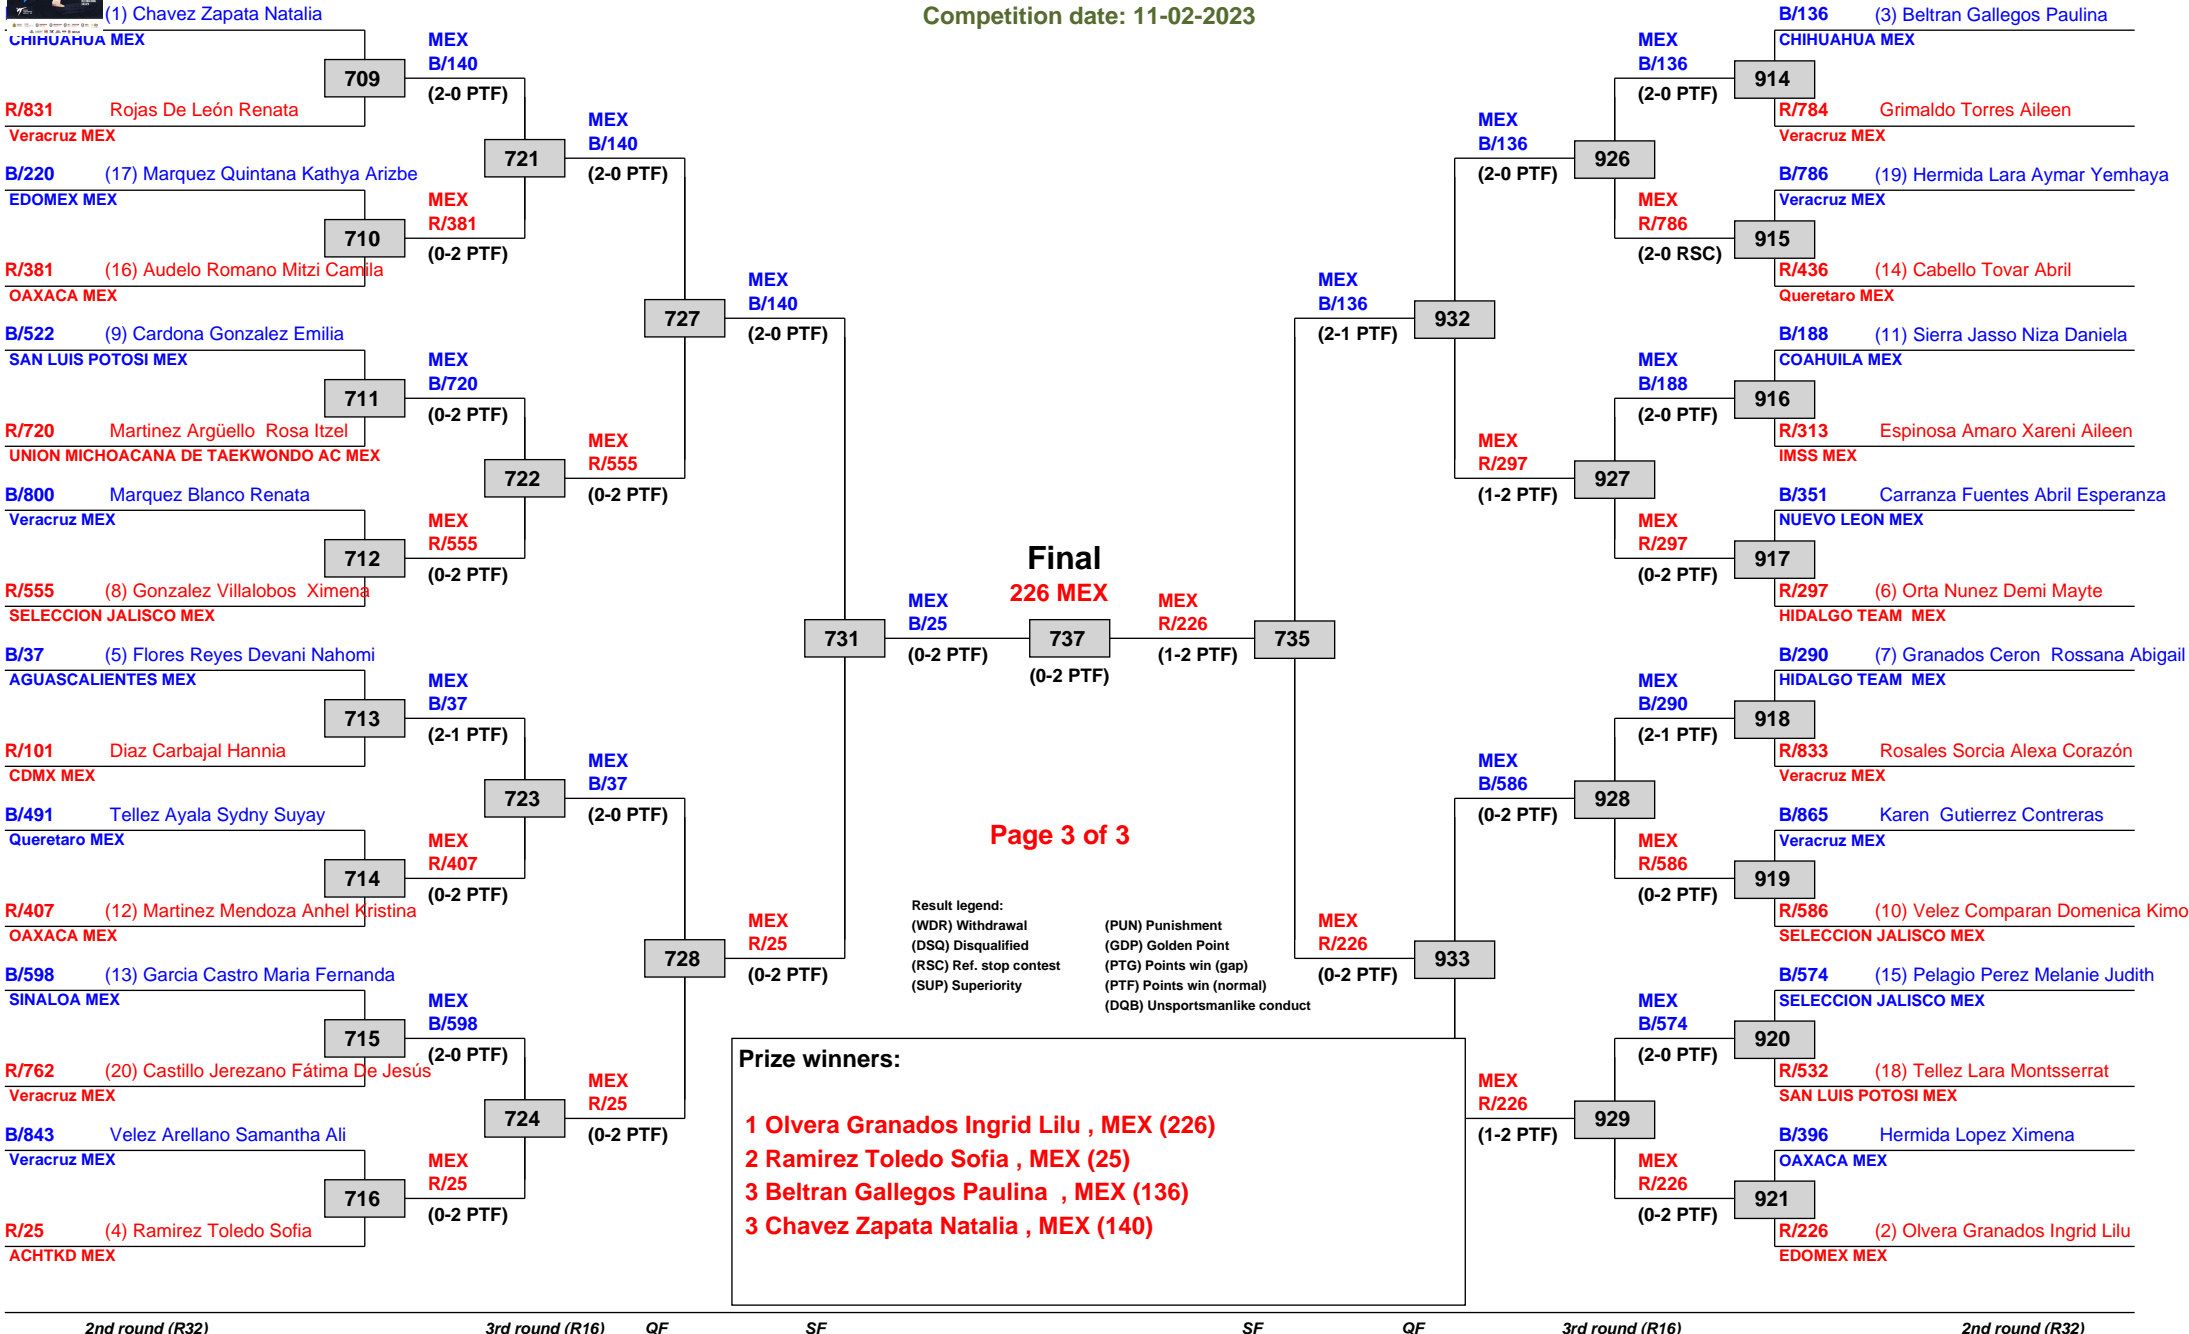 Competition date: 11-02-2023
(1) Chavez Zapata Natalia
CHIHUAHUA MEX
709
R/831 Rojas De León Renata
Veracruz MEX
B/220 (17) Marquez Quintana Kathya Arizbe
EDOMEX MEX
710
R/381 (16) Audelo Romano Mitzi Camila
OAXACA MEX
B/522 (9) Cardona Gonzalez Emilia
SAN LUIS POTOSI MEX
711
R/720 Martinez Argüello Rosa Itzel
UNION MICHOACANA DE TAEKWONDO AC MEX
B/800 Marquez Blanco Renata
Veracruz MEX
712
R/555 (8) Gonzalez Villalobos Ximena
SELECCION JALISCO MEX
B/37 (5) Flores Reyes Devani Nahomi
AGUASCALIENTES MEX
713
R/101 Diaz Carbajal Hannia
CDMX MEX
B/491 Tellez Ayala Sydny Suyay
Queretaro MEX
714
R/407 (12) Martinez Mendoza Anhel Kristina
OAXACA MEX
B/598 (13) Garcia Castro Maria Fernanda
SINALOA MEX
715
R/762 (20) Castillo Jerezano Fátima De Jesús
Veracruz MEX
B/843 Velez Arellano Samantha Ali
Veracruz MEX
716
R/25 (4) Ramirez Toledo Sofia
ACHTKD MEX
MEX
B/140
(2-0 PTF)
721
MEX
R/381
(0-2 PTF)
MEX
B/720
(0-2 PTF)
722
MEX
R/555
(0-2 PTF)
MEX
B/37
(2-1 PTF)
723
MEX
R/407
(0-2 PTF)
MEX
B/598
(2-0 PTF)
724
MEX
R/25
(0-2 PTF)
MEX
B/140
(2-0 PTF)
727
MEX
R/555
(0-2 PTF)
MEX
B/37
(2-0 PTF)
728
MEX
R/25
(0-2 PTF)
MEX
B/140
(2-0 PTF)
731
MEX
R/25
(0-2 PTF)
MEX
B/25
(0-2 PTF)
Final
226 MEX
737
(0-2 PTF)
MEX
R/226
(1-2 PTF)
735
Page 3 of 3
Result legend:
(WDR) Withdrawal
(DSQ) Disqualified
(RSC) Ref. stop contest
(SUP) Superiority
(PUN) Punishment
(GDP) Golden Point
(PTG) Points win (gap)
(PTF) Points win (normal)
(DQB) Unsportsmanlike conduct
Prize winners:
1 Olvera Granados Ingrid Lilu , MEX (226)
2 Ramirez Toledo Sofia , MEX (25)
3 Beltran Gallegos Paulina , MEX (136)
3 Chavez Zapata Natalia , MEX (140)
MEX
B/136
(2-1 PTF)
932
MEX
R/226
(0-2 PTF)
933
MEX
B/136
(2-0 PTF)
926
MEX
R/297
(1-2 PTF)
927
MEX
B/586
(0-2 PTF)
928
MEX
R/226
(1-2 PTF)
929
MEX
B/136
(2-0 PTF)
914
MEX
R/786
(2-0 RSC)
915
MEX
B/188
(2-0 PTF)
916
MEX
R/297
(0-2 PTF)
917
MEX
B/290
(2-1 PTF)
918
MEX
R/586
(0-2 PTF)
919
MEX
B/574
(2-0 PTF)
920
MEX
R/226
(0-2 PTF)
921
B/136 (3) Beltran Gallegos Paulina
CHIHUAHUA MEX
R/784 Grimaldo Torres Aileen
Veracruz MEX
B/786 (19) Hermida Lara Aymar Yemhaya
Veracruz MEX
R/436 (14) Cabello Tovar Abril
Queretaro MEX
B/188 (11) Sierra Jasso Niza Daniela
COAHUILA MEX
R/313 Espinosa Amaro Xareni Aileen
IMSS MEX
B/351 Carranza Fuentes Abril Esperanza
NUEVO LEON MEX
R/297 (6) Orta Nunez Demi Mayte
HIDALGO TEAM MEX
B/290 (7) Granados Ceron Rossana Abigail
HIDALGO TEAM MEX
R/833 Rosales Sorcia Alexa Corazón
Veracruz MEX
B/865 Karen Gutierrez Contreras
Veracruz MEX
R/586 (10) Velez Comparan Domenica Kimo
SELECCION JALISCO MEX
B/574 (15) Pelagio Perez Melanie Judith
SELECCION JALISCO MEX
R/532 (18) Tellez Lara Montsserrat
SAN LUIS POTOSI MEX
B/396 Hermida Lopez Ximena
OAXACA MEX
R/226 (2) Olvera Granados Ingrid Lilu
EDOMEX MEX
2nd round (R32) 3rd round (R16) QF SF SF QF 3rd round (R16) 2nd round (R32)